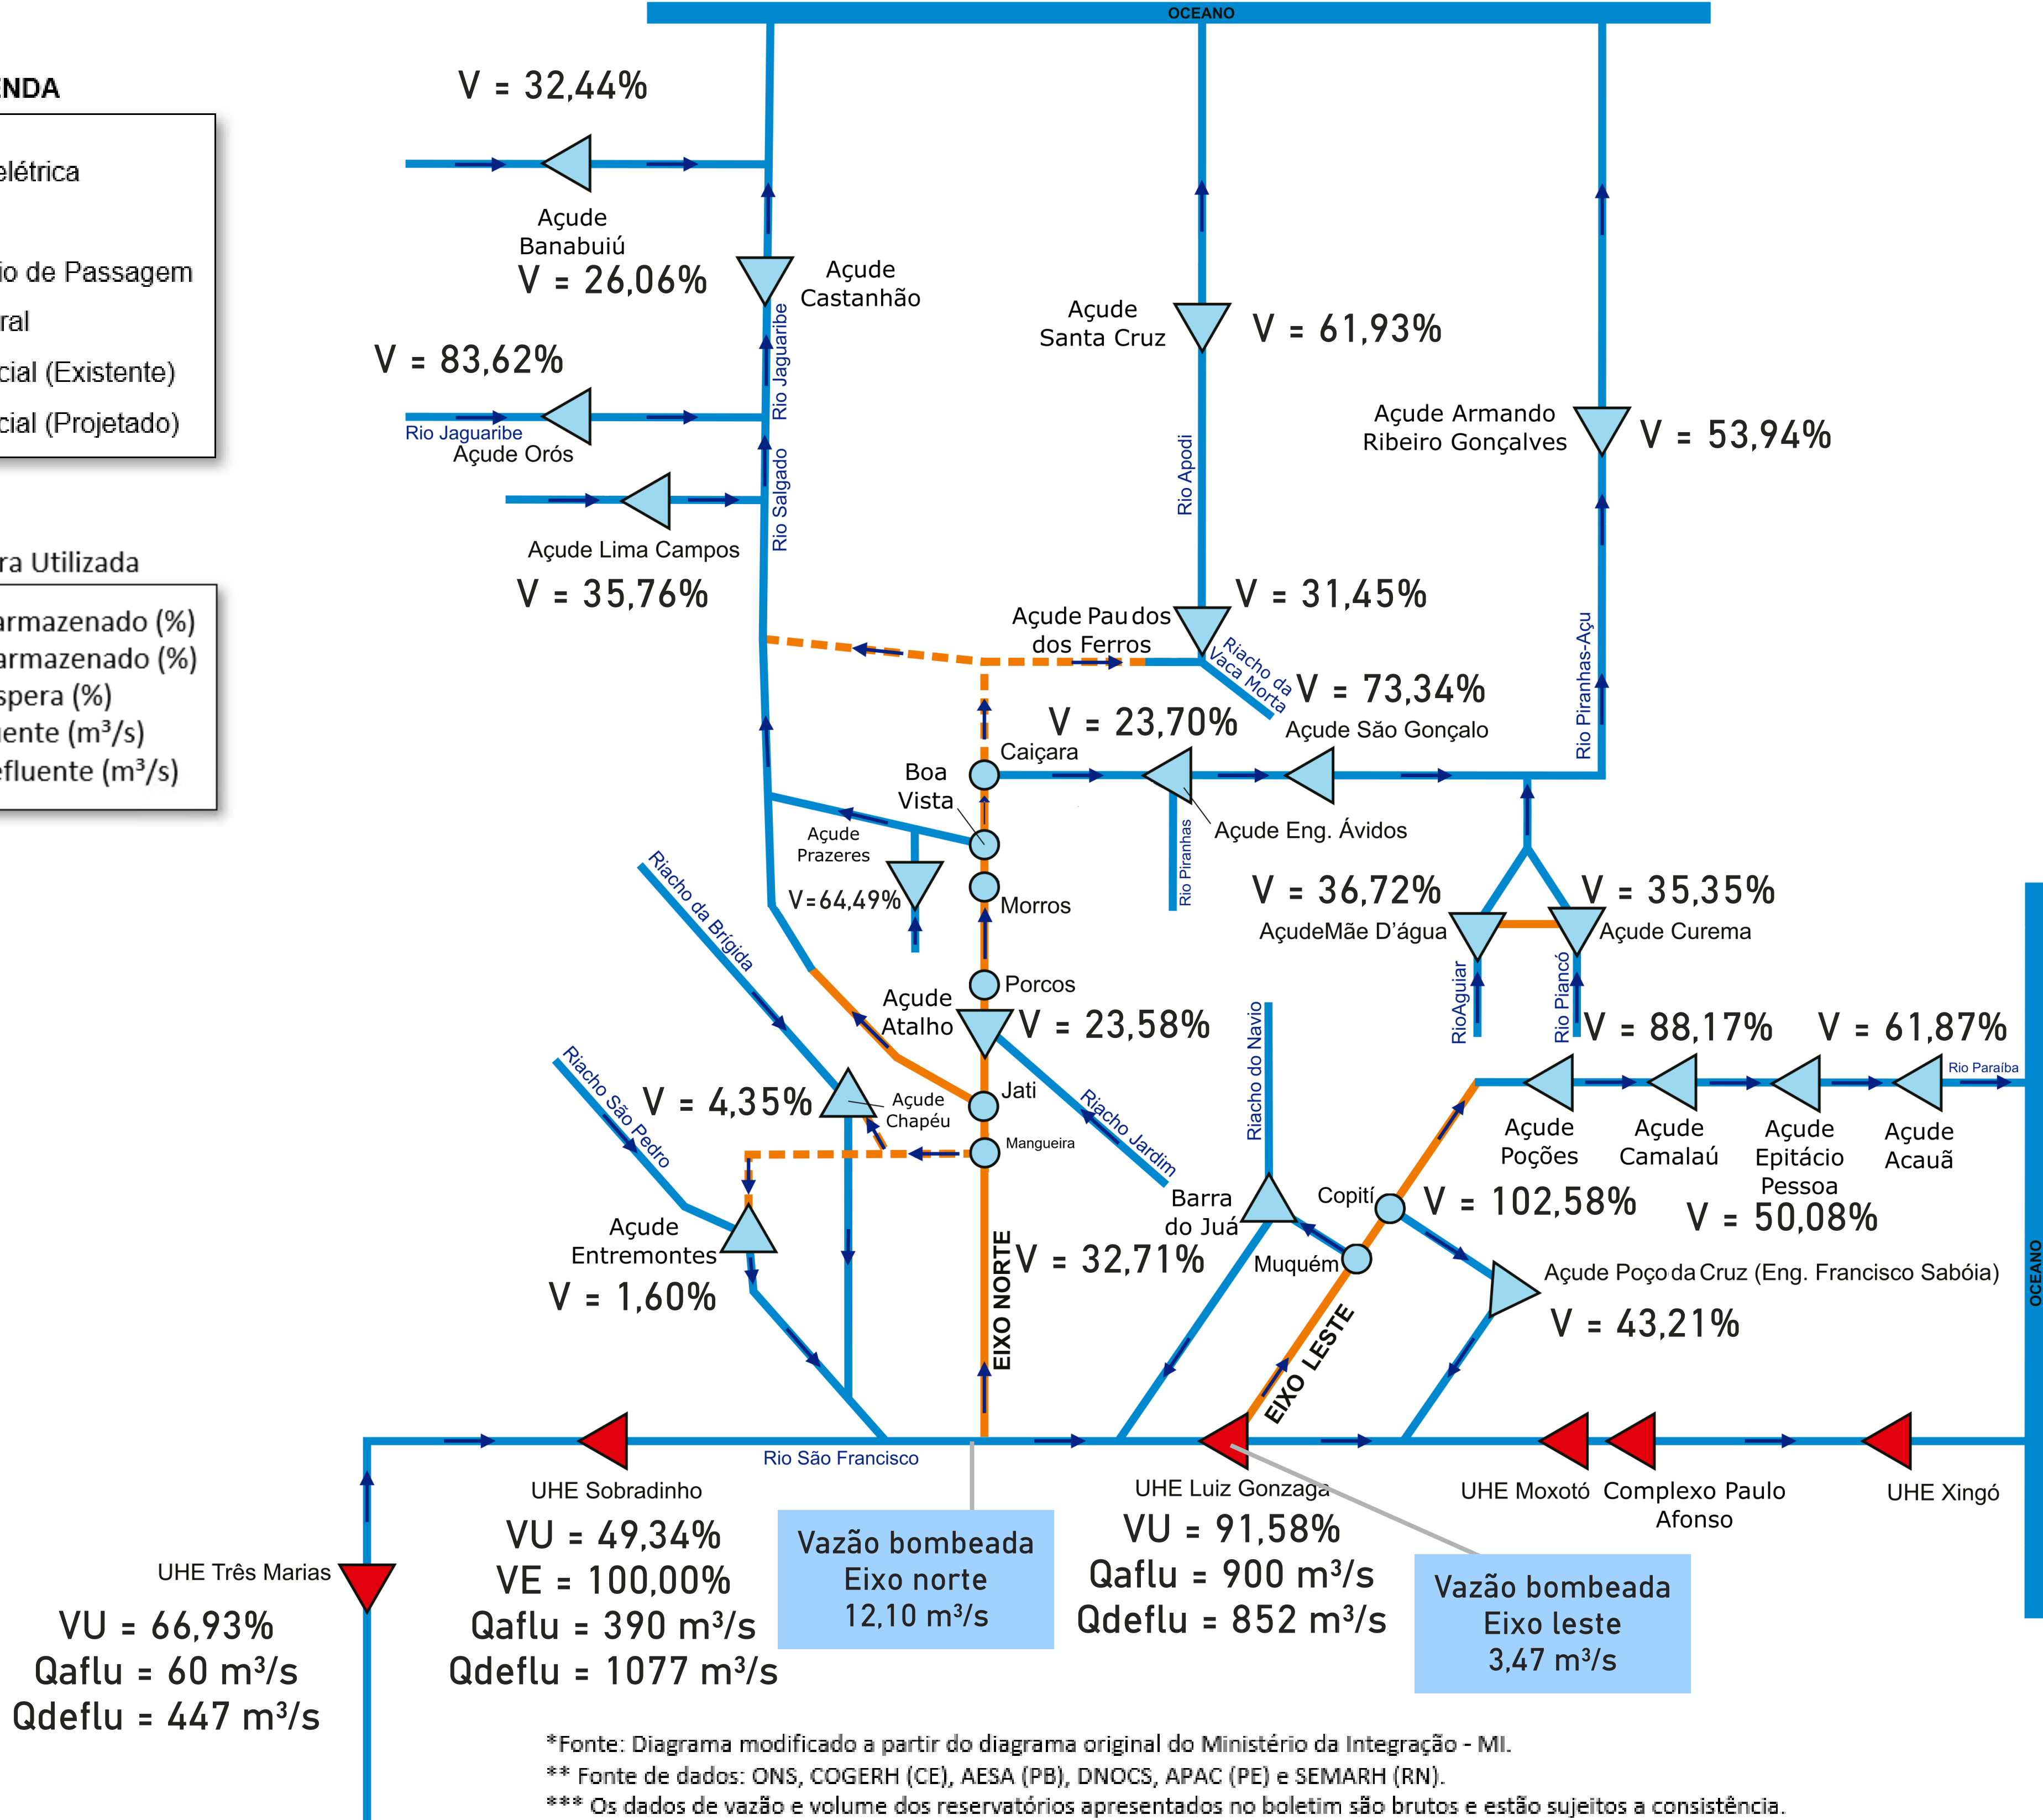 OCEANO
ENDA
elétrica
io de Passagem
ral
cial (Existente)
cial (Projetado)
ra Utilizada
armazenado (%)
armazenado (%)
spera (%)
uente (m³/s)
efluente (m³/s)
V = 32,44%
Açude
Banabuiú
V = 26,06%
Açude
Castanhão
Rio Jaguaribe
V = 83,62%
Rio Jaguaribe
Açude Orós
Rio Salgado
Açude Lima Campos
V = 35,76%
Açude
Santa Cruz
V = 61,93%
Rio Apodi
Açude Armando
Ribeiro Gonçalves
V = 53,94%
Rio Piranhas-Açu
Açude Pau dos
dos Ferros
V = 31,45%
Riacho da
Vaca Morta
V = 73,34%
Açude São Gonçalo
V = 23,70%
Caiçara
Boa
Vista
Açude Eng. Ávidos
Rio Piranhas
Açude
Prazeres
V=64,49%
Morros
Riacho da Brígida
V = 36,72%
AçudeMãe D'água
V = 35,35%
Açude Curema
RioAguiar
Rio Piancó
Porcos
Açude
Atalho
V = 23,58%
Riacho São Pedro
V = 4,35%
Açude
Chapéu
Jati
Mangueira
Riacho Jardim
Riacho do Navio
V = 88,17%
V = 61,87%
Rio Paraíba
Açude
Poções
Açude
Camalaú
Açude
Epitácio
Pessoa
Açude
Acauã
V = 102,58%
V = 50,08%
Barra
do Juá
Copití
Muquém
V = 32,71%
Açude
Entremontes
V = 1,60%
EIXO NORTE
EIXO LESTE
Açude Poço da Cruz (Eng. Francisco Sabóia)
V = 43,21%
OCEANO
Rio São Francisco
UHE Sobradinho
VU = 49,34%
VE = 100,00%
Qaflu = 390 m³/s
Qdeflu = 1077 m³/s
Vazão bombeada
Eixo norte
12,10 m³/s
UHE Luiz Gonzaga
VU = 91,58%
Qaflu = 900 m³/s
Qdeflu = 852 m³/s
Vazão bombeada
Eixo leste
3,47 m³/s
UHE Moxotó
Complexo Paulo
Afonso
UHE Xingó
UHE Três Marias
VU = 66,93%
Qaflu = 60 m³/s
Qdeflu = 447 m³/s
*Fonte: Diagrama modificado a partir do diagrama original do Ministério da Integração - MI.
** Fonte de dados: ONS, COGERH (CE), AESA (PB), DNOCS, APAC (PE) e SEMARH (RN).
*** Os dados de vazão e volume dos reservatórios apresentados no boletim são brutos e estão sujeitos a consistência.